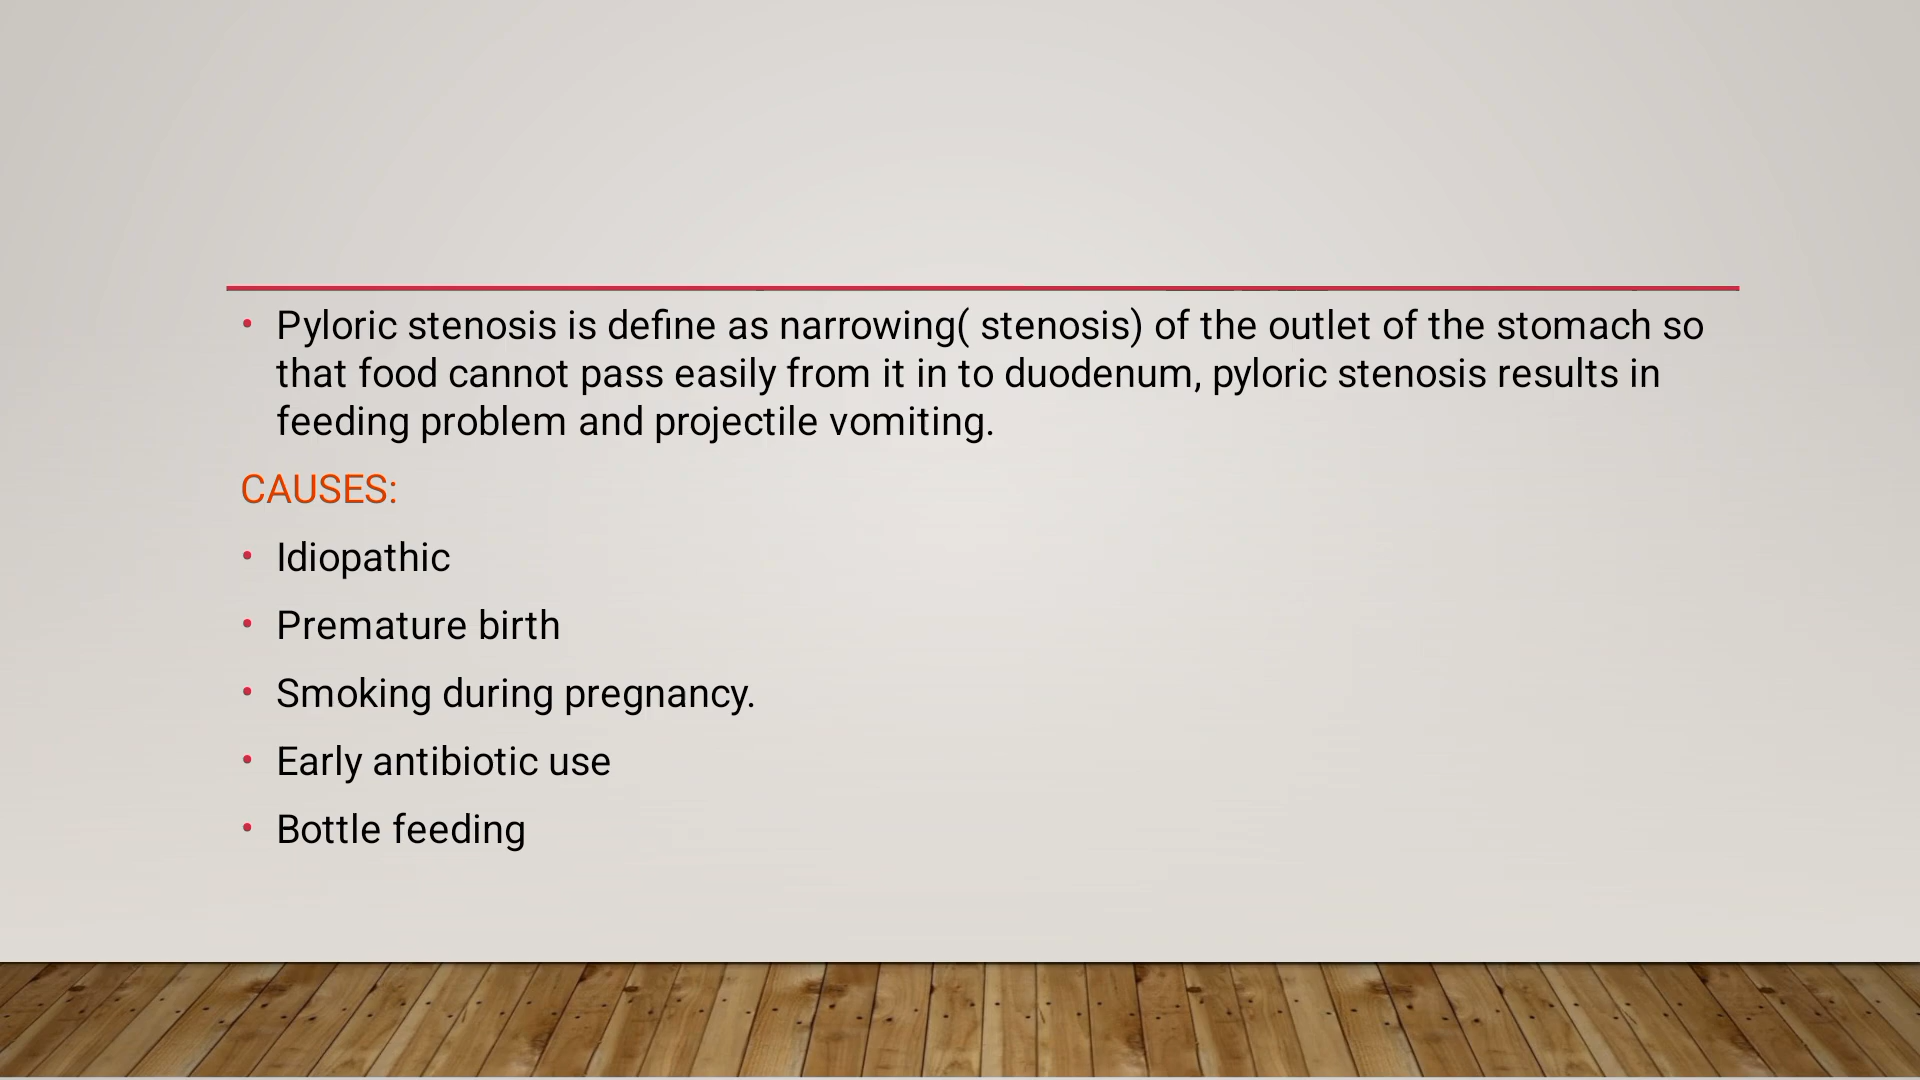 • Pyloric stenosis is define as narrowing( stenosis) of the outlet of the stomach so
that food cannot pass easily from it in to duodenum, pyloric stenosis results in
feeding problem and projectile vomiting.
CAUSES:
• Idiopathic
• Premature birth
• Smoking during pregnancy.
• Early antibiotic use
• Bottle feeding